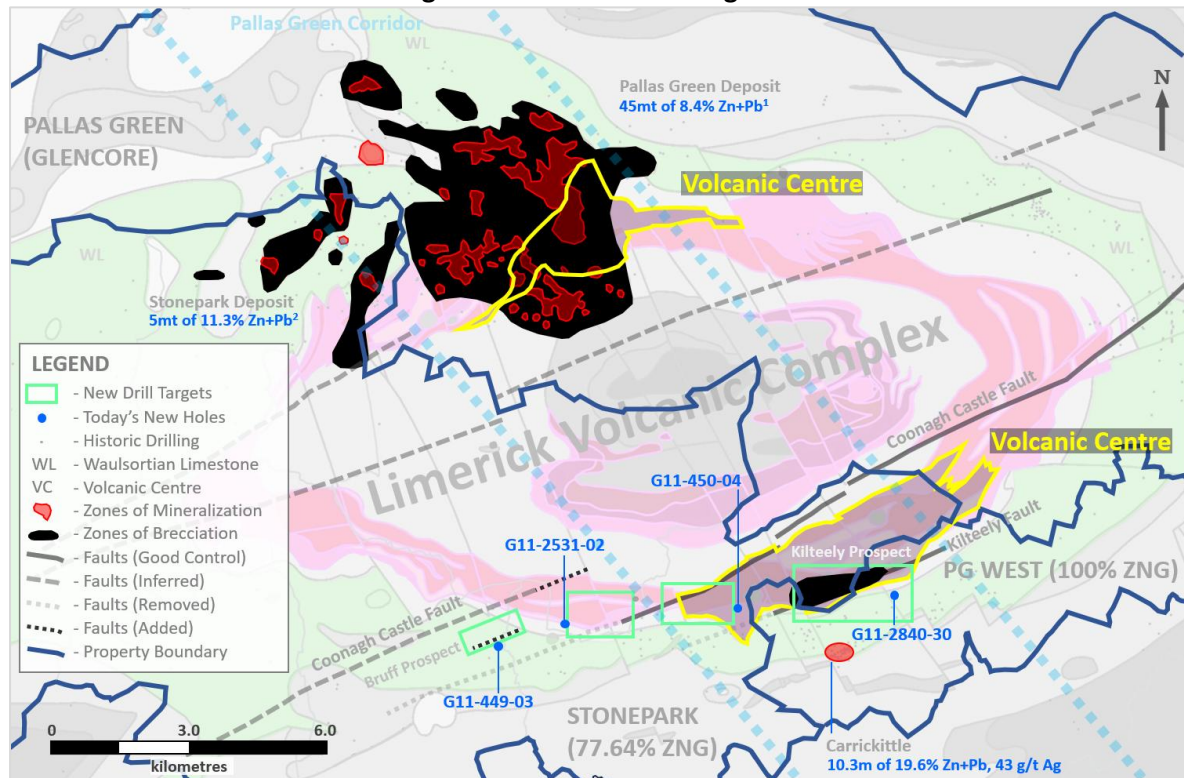 Pallas Green Corridor
WL
WL
N
PALLAS GREEN
(GLENCORE)
Pallas Green Deposit
45mt of 8.4% Zn+Pb¹
Volcanic Centre
WL
WL
Stonepark Deposit
5mt of 11.3% Zn+Pb²
Limerick Volcanic Complex
Coonagh Castle Fault
Volcanic Centre
LEGEND
- New Drill Targets
- Today's New Holes
- Historic Drilling
WL - Waulsortian Limestone
VC - Volcanic Centre
- Zones of Mineralization
- Zones of Brecciation
- Faults (Good Control)
- Faults (Inferred)
- Faults (Removed)
- Faults (Added)
- Property Boundary
G11-450-04
G11-2531-02
Kilteely Prospect
Kilteely Fault
PG WEST (100% ZNG)
Coonagh Castle Fault
Bruff Prospect
G11-2840-30
G11-449-03
STONEPARK
(77.64% ZNG)
Carrickittle
10.3m of 19.6% Zn+Pb, 43 g/t Ag
0 3.0 6.0
kilometres